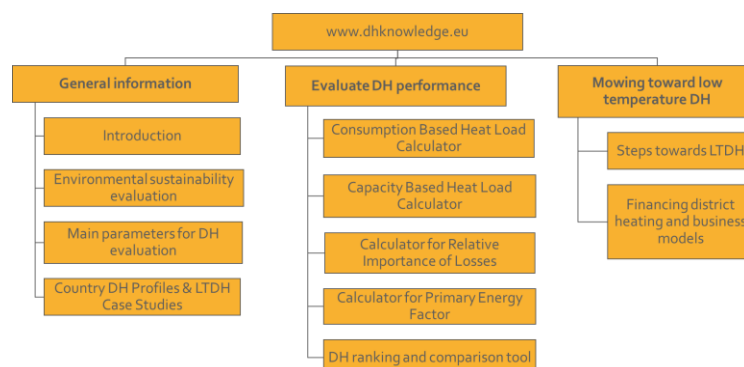 www.dhknowledge.eu
General information
Introduction
Environmental sustainability
evaluation
Main parameters for DH
evaluation
Country DH Profiles & LTDH
Case Studies
Evaluate DH performance
Consumption Based Heat Load
Calculator
Capacity Based Heat Load
Calculator
Calculator for Relative
Importance of Losses
Calculator for Primary Energy
Factor
DH ranking and comparison tool
Mowing toward low
temperature DH
Steps towards LTDH
Financing district
heating and business
models